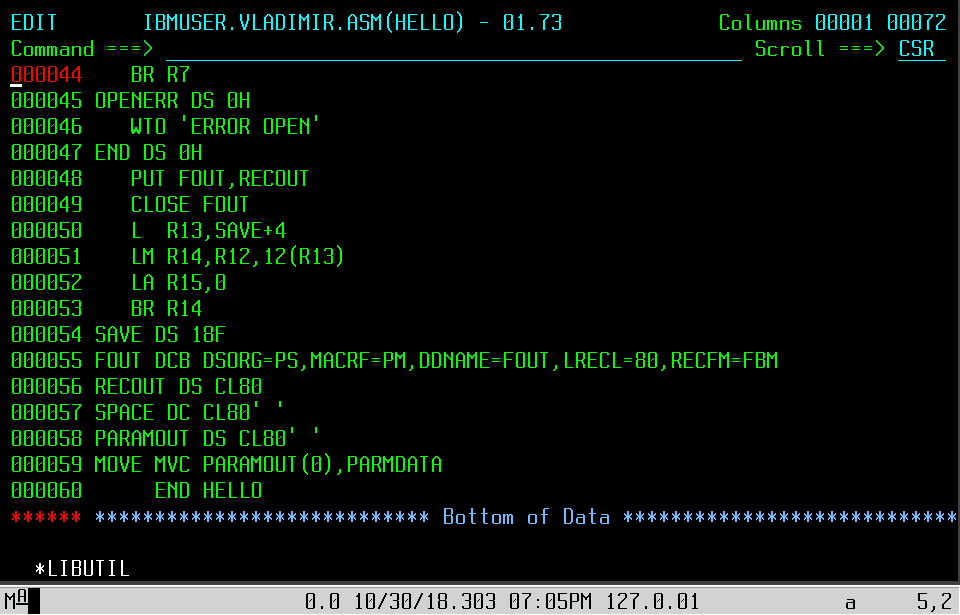 EDIT       IBMUSER.VLADIMIR.ASM(HELLO) - 01.73             Columns 00001 00072
Command ===>                                                  Scroll ===> CSR
000044    BR R7
000045 OPENERR DS 0H
000046    WTO 'ERROR OPEN'
000047 END DS 0H
000048    PUT FOUT,RECOUT
000049    CLOSE FOUT
000050    L  R13,SAVE+4
000051    LM R14,R12,12(R13)
000052    LA R15,0
000053    BR R14
000054 SAVE DS 18F
000055 FOUT DCB DSORG=PS,MACRF=PM,DDNAME=FOUT,LRECL=80,RECFM=FBM
000056 RECOUT DS CL80
000057 SPACE DC CL80' '
000058 PARAMOUT DS CL80' '
000059 MOVE MVC PARAMOUT(0),PARMDATA
000060      END HELLO
****** **************************** Bottom of Data ****************************
*LIBUTIL
MA 0.0 10/30/18.303 07:05PM 127.0.01 a 5,2